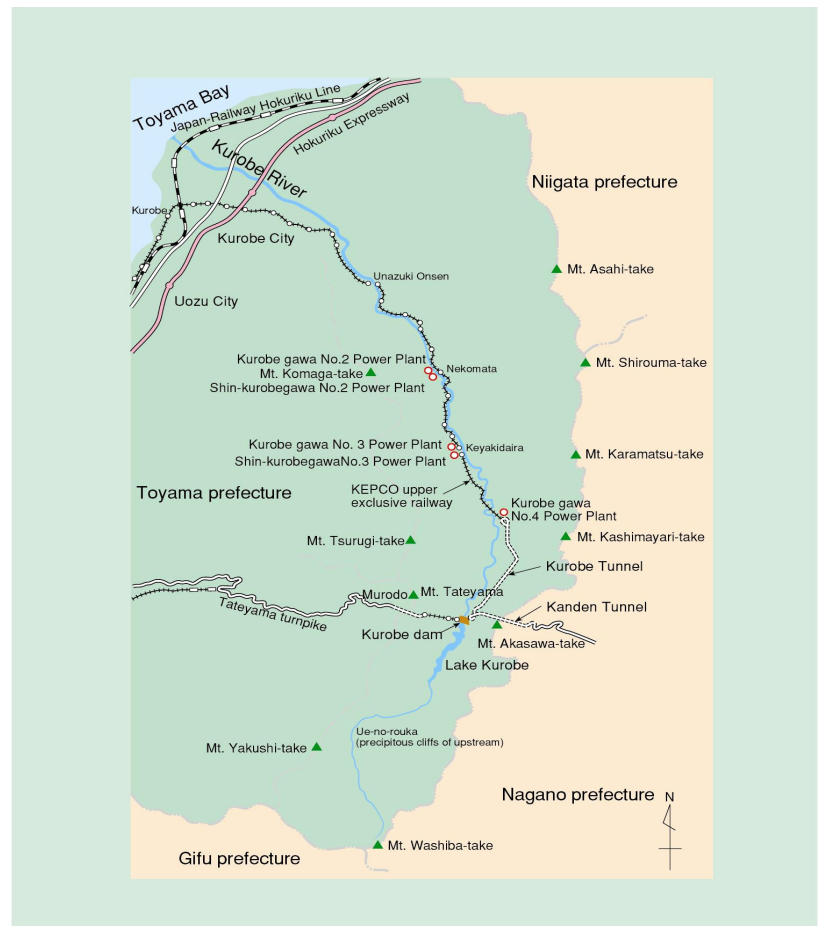 Toyama Bay
Japan-Railway Hokuriku Line
Hokuriku Expressway
Kurobe River
Niigata prefecture
Kurobe
Kurobe City
Mt. Asahi-take
Unazuki Onsen
Uozu City
Kurobe gawa No.2 Power Plant
Mt. Komaga-take
Nekomata
Shin-kurobegawa No.2 Power Plant
Mt. Shirouma-take
Kurobe gawa No. 3 Power Plant
Keyakidaira
Shin-kurobegawaNo.3 Power Plant
Mt. Karamatsu-take
Toyama prefecture
KEPCO upper
exclusive railway
Kurobe gawa
No.4 Power Plant
Mt. Tsurugi-take
Mt. Kashimayari-take
Kurobe Tunnel
Murodo
Mt. Tateyama
Tateyama turnpike
Kanden Tunnel
Kurobe dam
Mt. Akasawa-take
Lake Kurobe
Ue-no-rouka
(precipitous cliffs of upstream)
Mt. Yakushi-take
Nagano prefecture
N
Mt. Washiba-take
Gifu prefecture